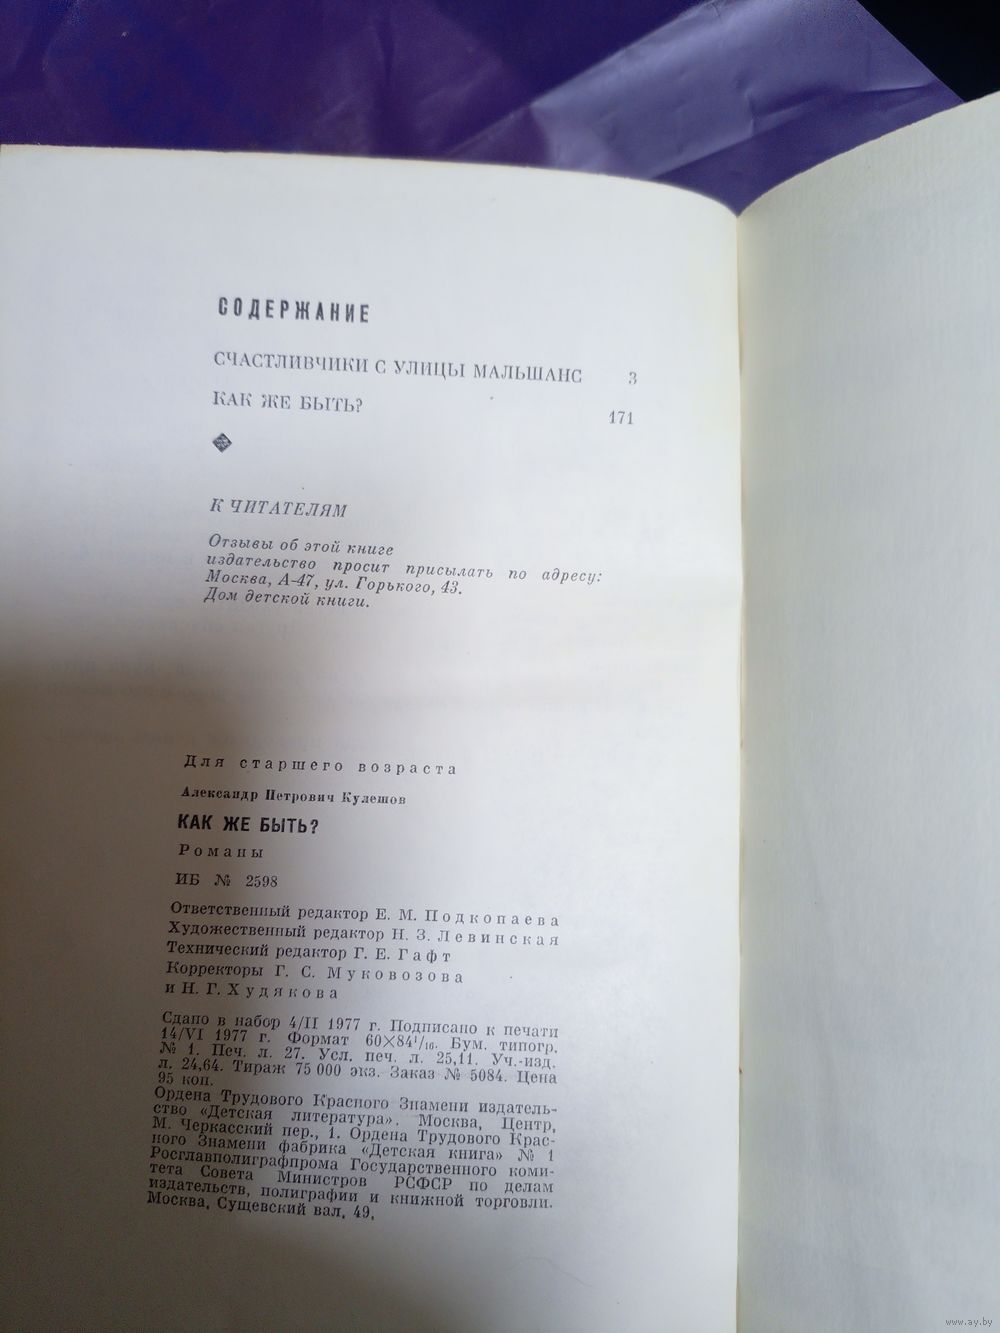 СОДЕРЖАНИЕ
СЧАСТЛИВЧИКИ С УЛИЦЫ МАЛЬШАНС 3
КАК ЖЕ БЫТЬ? 171
К ЧИТАТЕЛЯМ
Отзывы об этой книге
издательство просит присылать по адресу:
Москва, А-47, ул. Горького, 43.
Дом детской книги.
Для старшего возраста
Александр Петрович Кулешов
КАК ЖЕ БЫТЬ?
Романы
ИБ № 2598
Ответственный редактор Е. М. Подкопаева
Художественный редактор Н. З. Левинская
Технический редактор Г. Е. Гафт
Корректоры Г. С. Муковозова
и Н. Г. Худякова
Сдано в набор 4/II 1977 г. Подписано к печати
14/VI 1977 г. Формат 60×84¹/₁₆. Бум. типогр.
№ 1. Печ. л. 27. Усл. печ. л. 25,11. Уч.-изд.
л. 24,64. Тираж 75 000 экз. Заказ № 5084. Цена
95 коп.
Ордена Трудового Красного Знамени издатель-
ство «Детская литература». Москва, Центр,
М. Черкасский пер., 1. Ордена Трудового Крас-
ного Знамени фабрика «Детская книга» № 1
Росглавполиграфпрома Государственного коми-
тета Совета Министров РСФСР по делам
издательств, полиграфии и книжной торговли.
Москва, Сущевский вал, 49,
www.ay.by